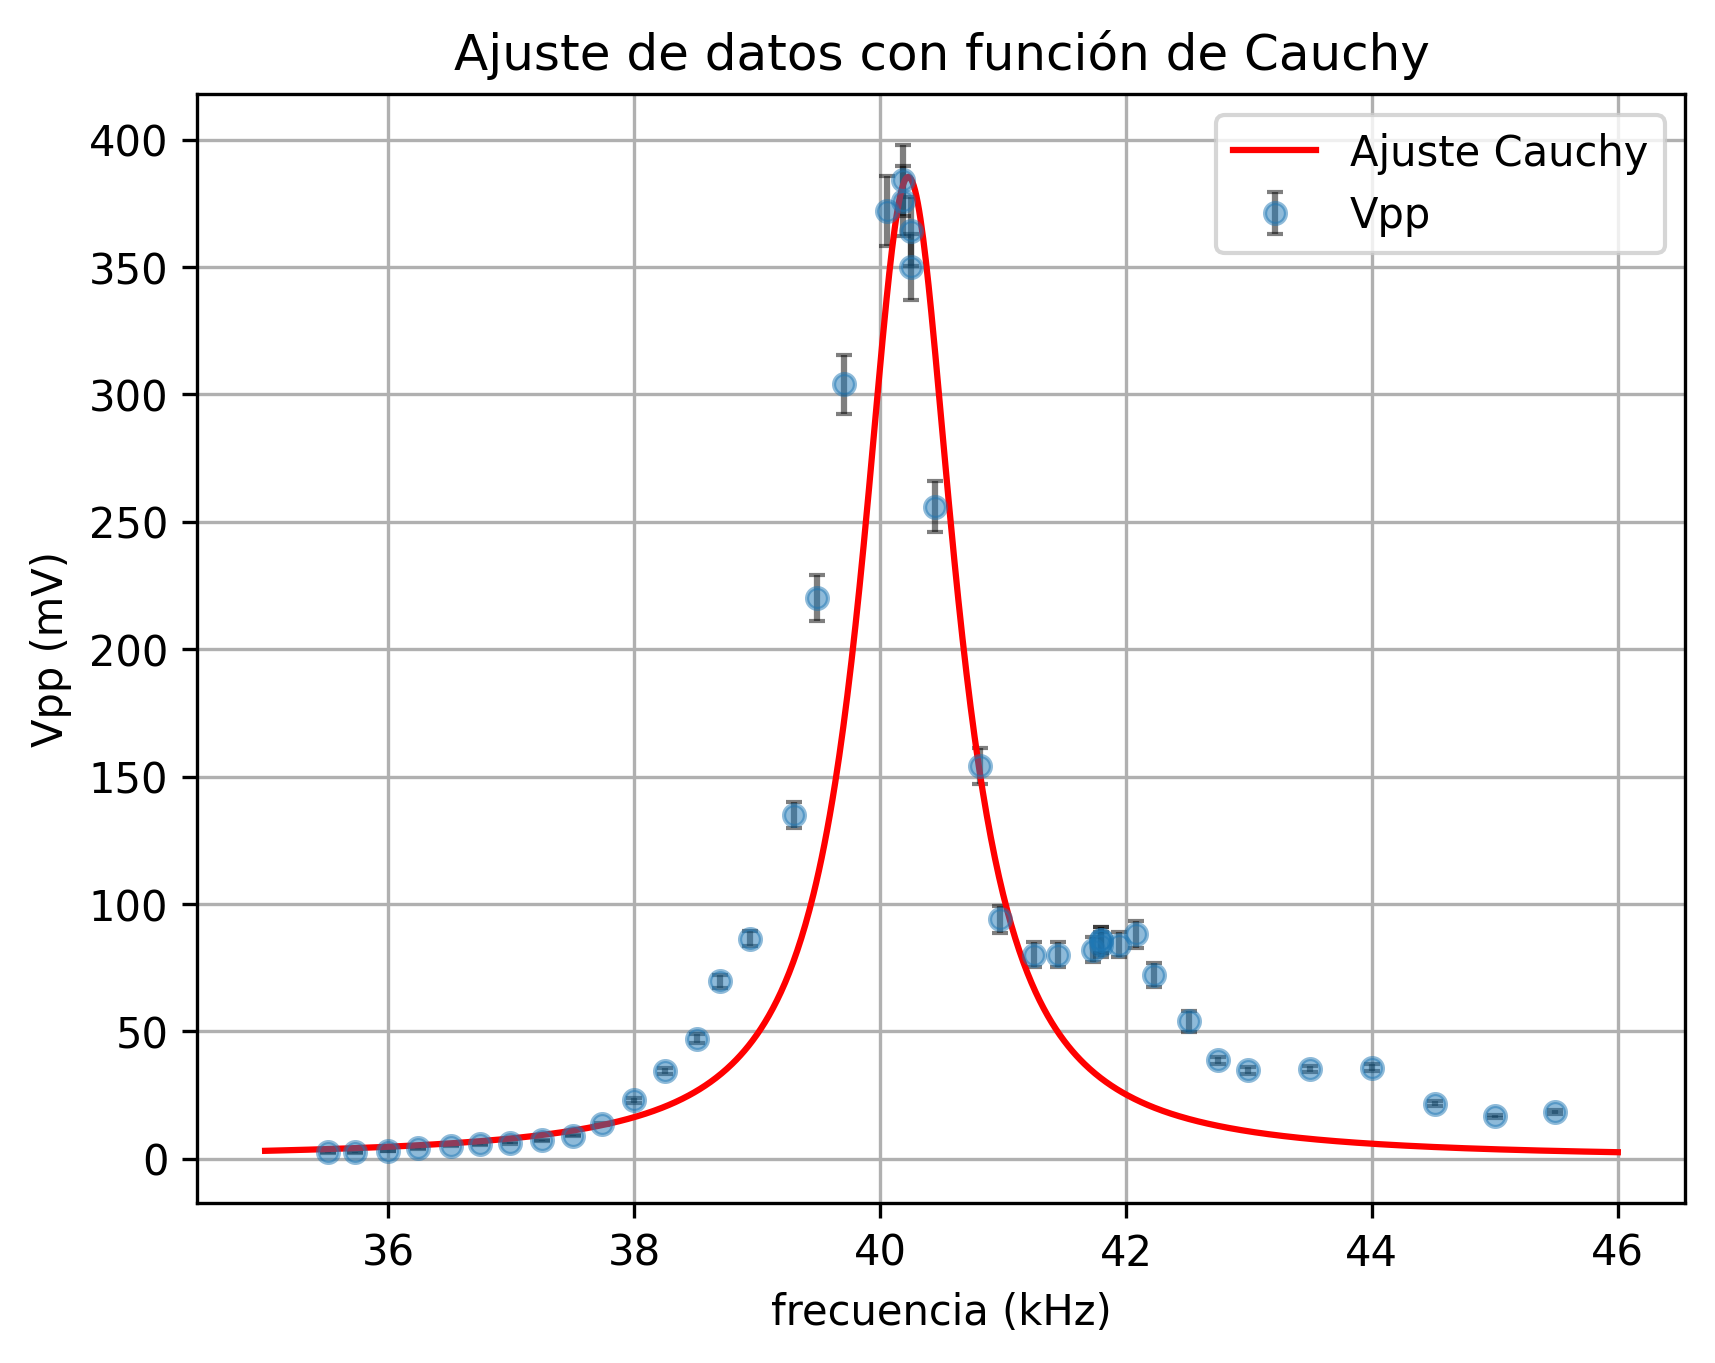 Ajuste de datos con función de Cauchy
Ajuste Cauchy
Vpp
400
350
300
250
200
150
100
50
0
Vpp (mV)
36 38 40 42 44 46
frecuencia (kHz)